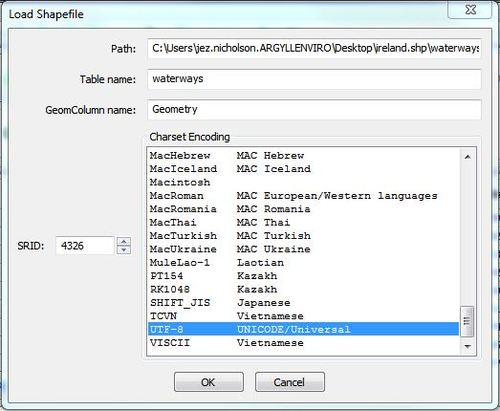 Load Shapefile
Path: C:\Users\jez.nicholson.ARGYLLENVIRO\Desktop\ireland.shp\waterways
Table name: waterways
GeomColumn name: Geometry
Charset Encoding
MacHebrew MAC Hebrew
MacIceland MAC Iceland
Macintosh
MacRoman MAC European/Western languages
MacRomania MAC Romania
MacThai MAC Thai
MacTurkish MAC Turkish
MacUkraine MAC Ukraine
MuleLao-1 Laotian
PT154 Kazakh
RK1048 Kazakh
SHIFT_JIS Japanese
TCVN Vietnamese
UTF-8 UNICODE/Universal
VISCII Vietnamese
SRID: 4326
OK Cancel